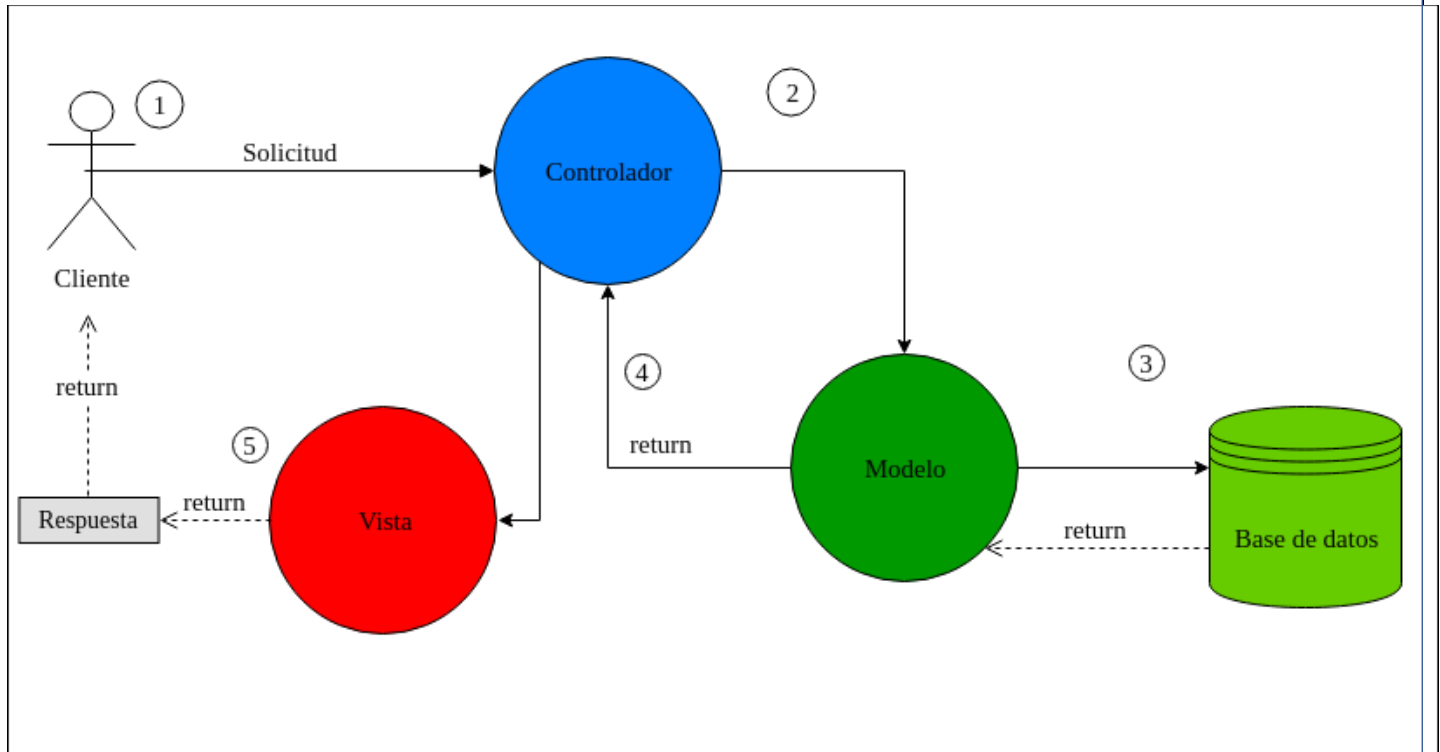 1
2
Solicitud
Controlador
Cliente
3
4
return
5
return
Modelo
return
Respuesta
Vista
return
Base de datos